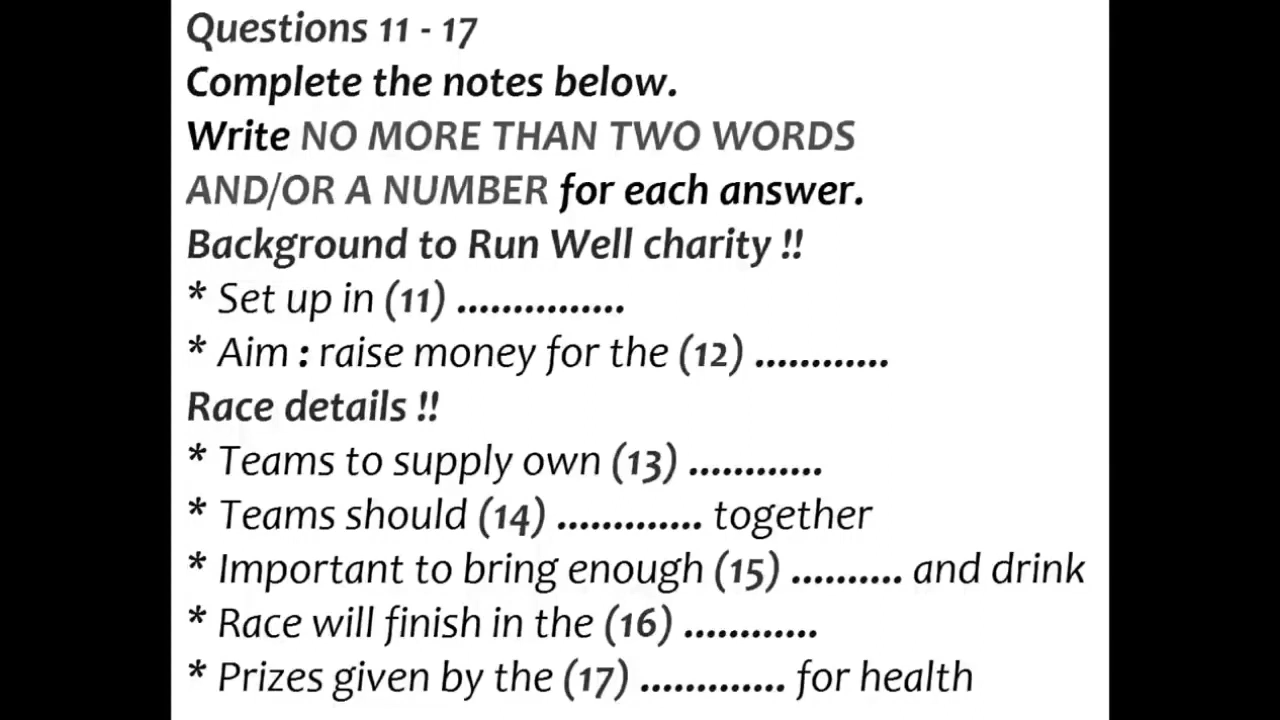 Questions 11 - 17
Complete the notes below.
Write NO MORE THAN TWO WORDS
AND/OR A NUMBER for each answer.
Background to Run Well charity !!
* Set up in (11) ...............
* Aim : raise money for the (12) ............
Race details !!
* Teams to supply own (13) ............
* Teams should (14) ............. together
* Important to bring enough (15) .......... and drink
* Race will finish in the (16) ............
* Prizes given by the (17) ............. for health